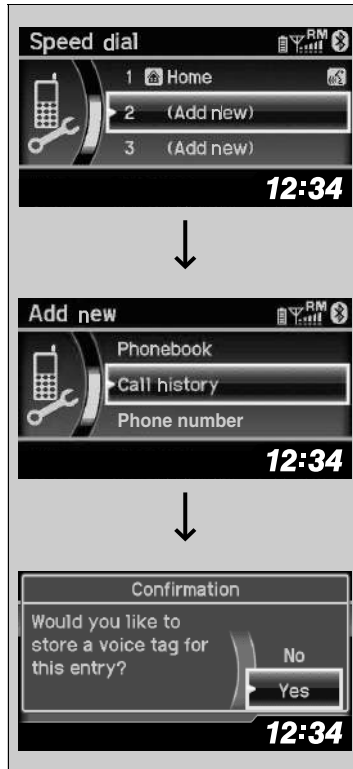 Speed dial
RM
1 Home
2 (Add new)
3 (Add new)
12:34
Add new
RM
Phonebook
Call history
Phone number
12:34
Confirmation
Would you like to
store a voice tag for
this entry?
No
Yes
12:34